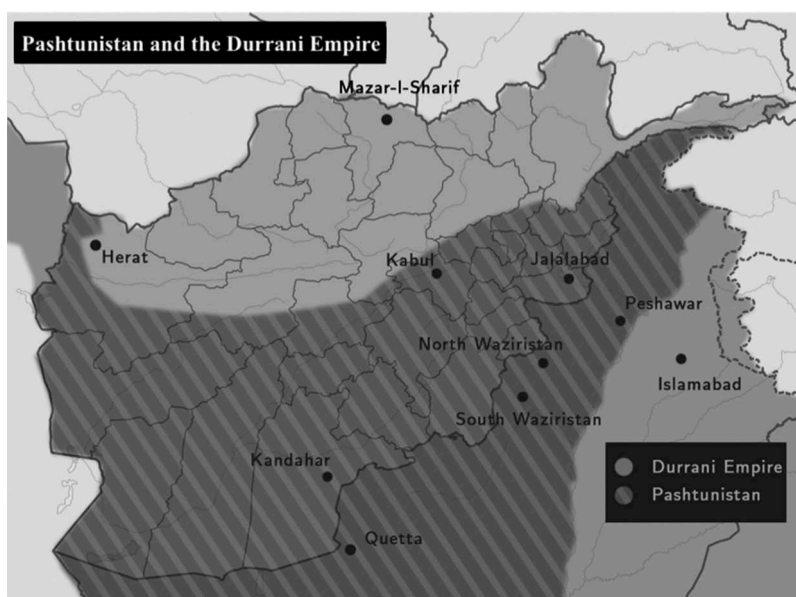 Pashtunistan and the Durrani Empire
Mazar-I-Sharif
Herat
Kabul
Jalalabad
Peshawar
North Waziristan
Islamabad
South Waziristan
Kandahar
Durrani Empire
Pashtunistan
Quetta